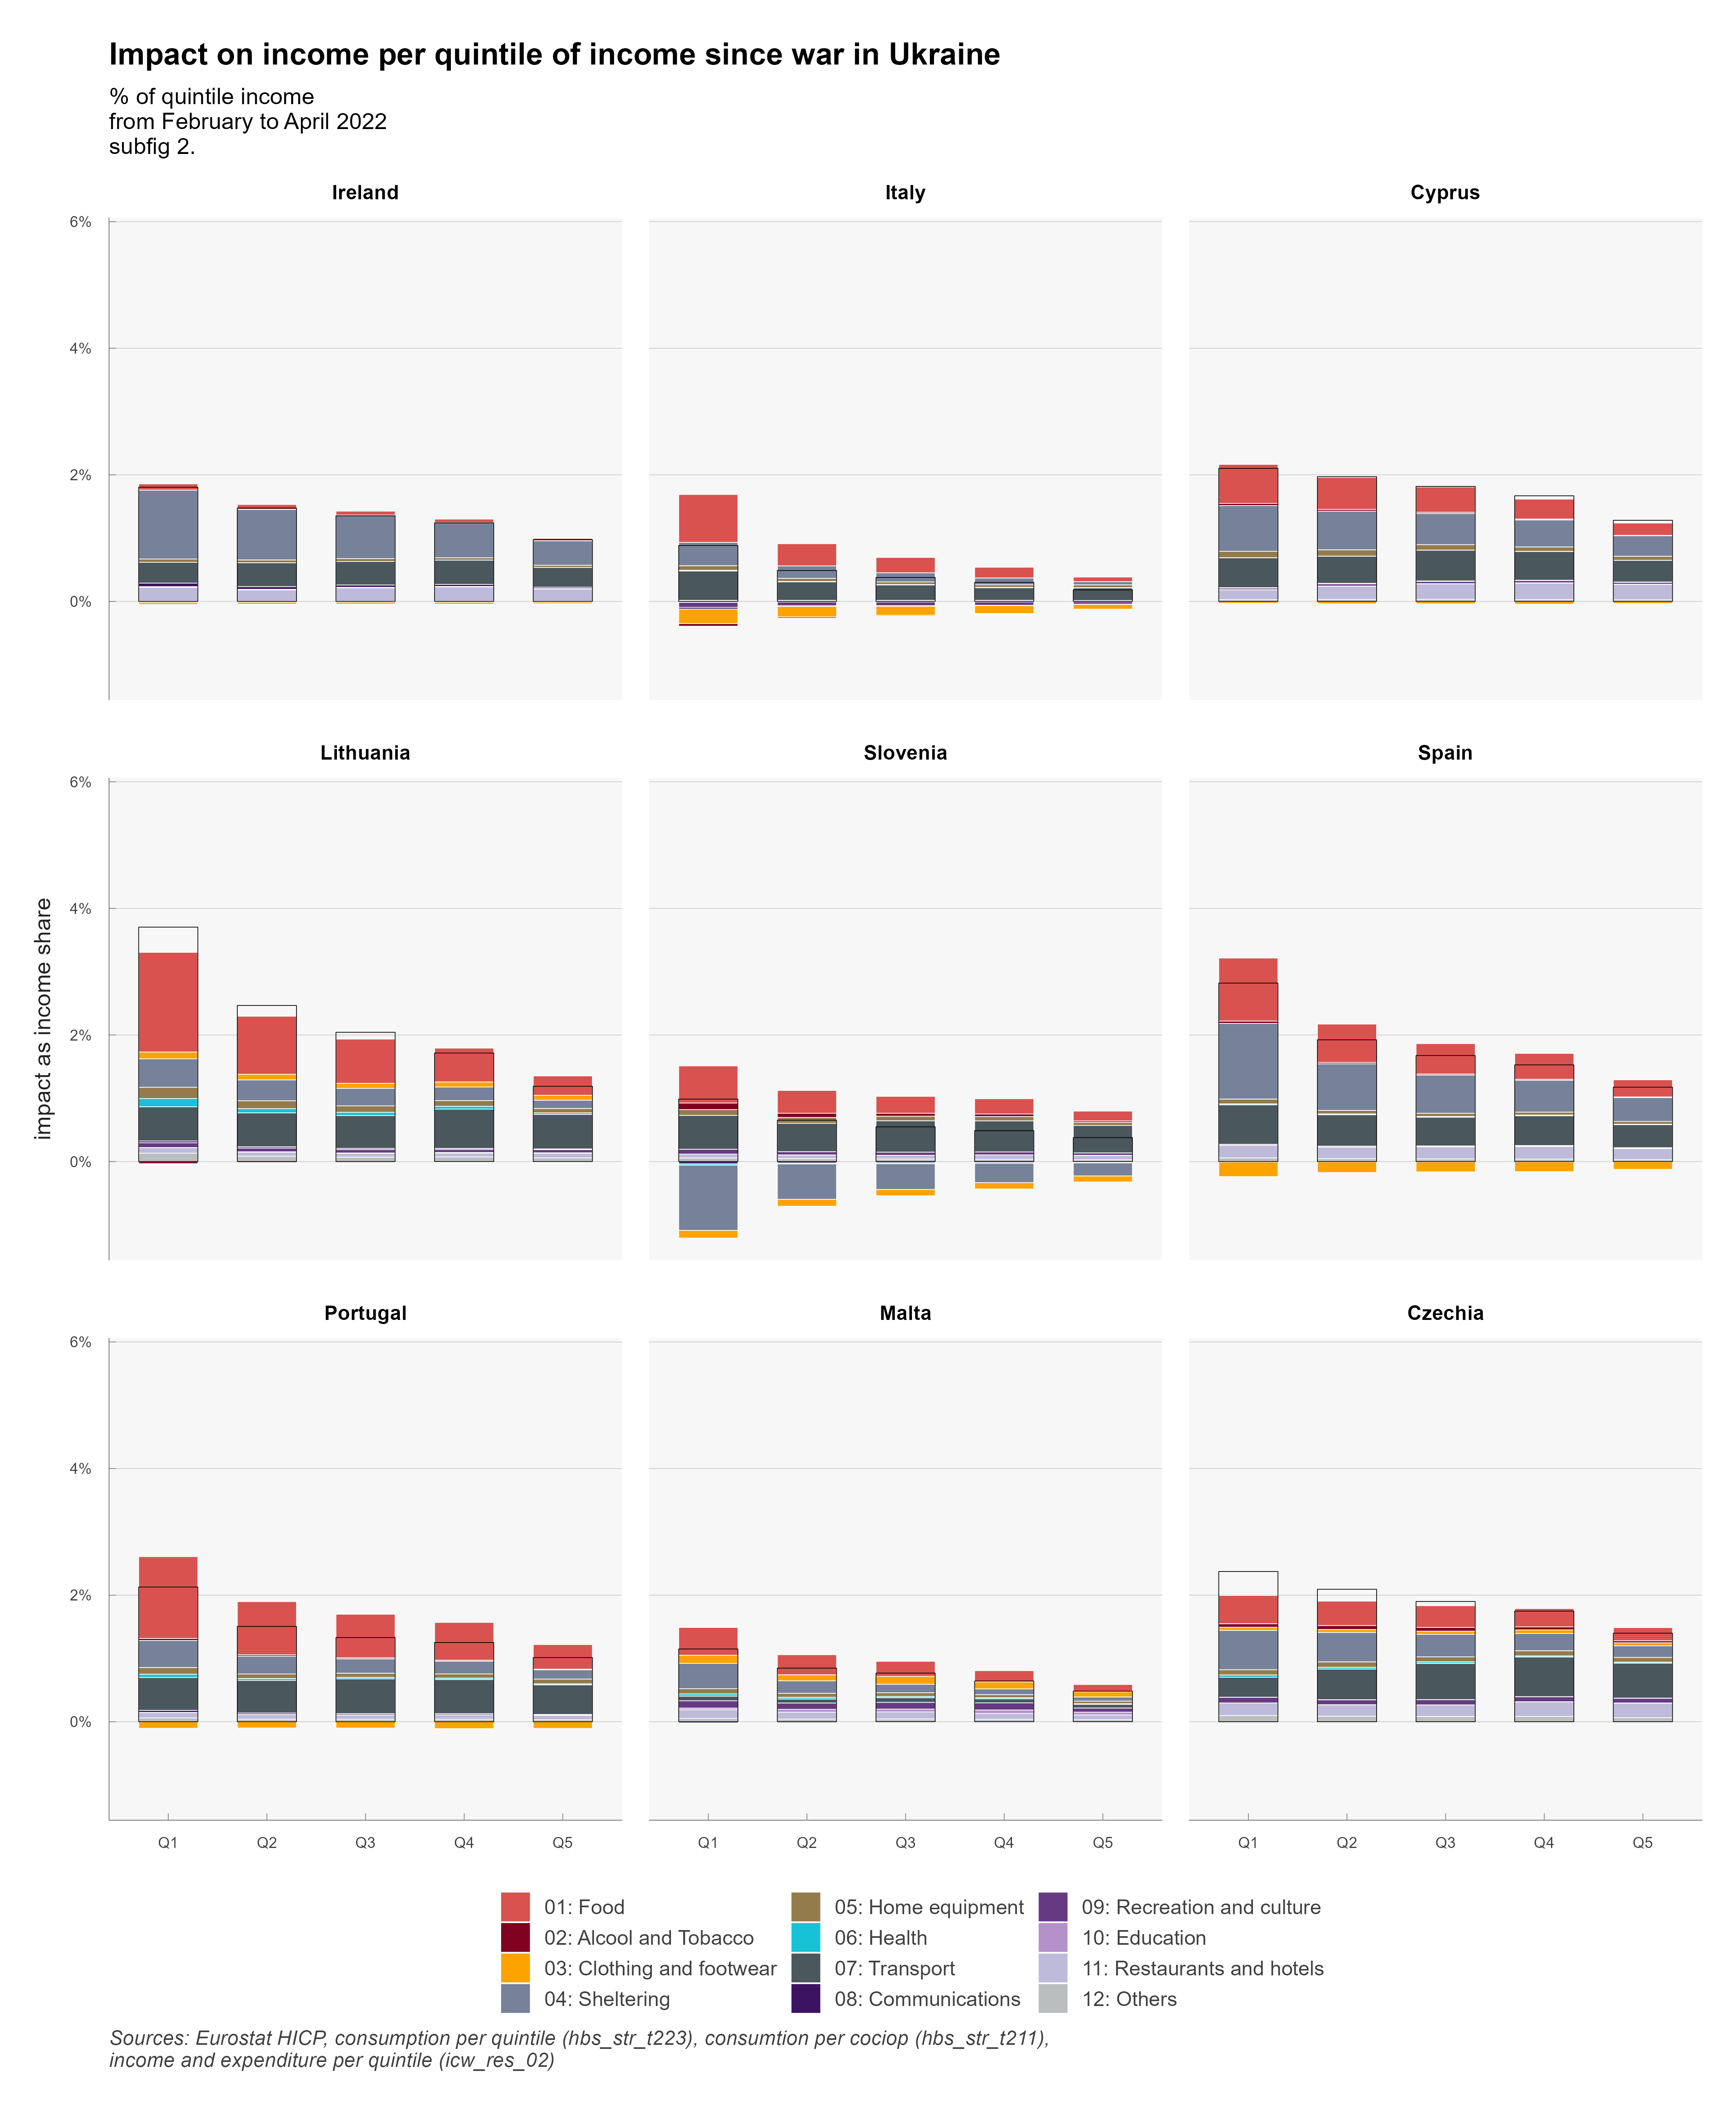 Impact on income per quintile of income since war in Ukraine
% of quintile income
from February to April 2022
subfig 2.
Ireland
Italy
Cyprus
6%
4%
2%
0%
Lithuania
Slovenia
Spain
6%
4%
2%
0%
impact as income share
Portugal
Malta
Czechia
6%
4%
2%
0%
Q1 Q2 Q3 Q4 Q5
Q1 Q2 Q3 Q4 Q5
Q1 Q2 Q3 Q4 Q5
01: Food
02: Alcool and Tobacco
03: Clothing and footwear
04: Sheltering
05: Home equipment
06: Health
07: Transport
08: Communications
09: Recreation and culture
10: Education
11: Restaurants and hotels
12: Others
Sources: Eurostat HICP, consumption per quintile (hbs_str_t223), consumtion per cociop (hbs_str_t211),
income and expenditure per quintile (icw_res_02)